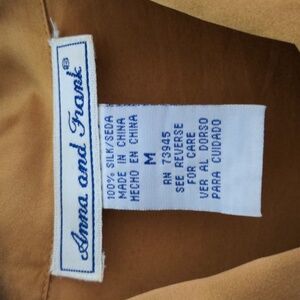 Anna and Frank®
100% SILK/SEDA
MADE IN CHINA
HECHO EN CHINA
M
RN 73945
SEE REVERSE
FOR CARE
VER AL DORSO
PARA CUIDADO